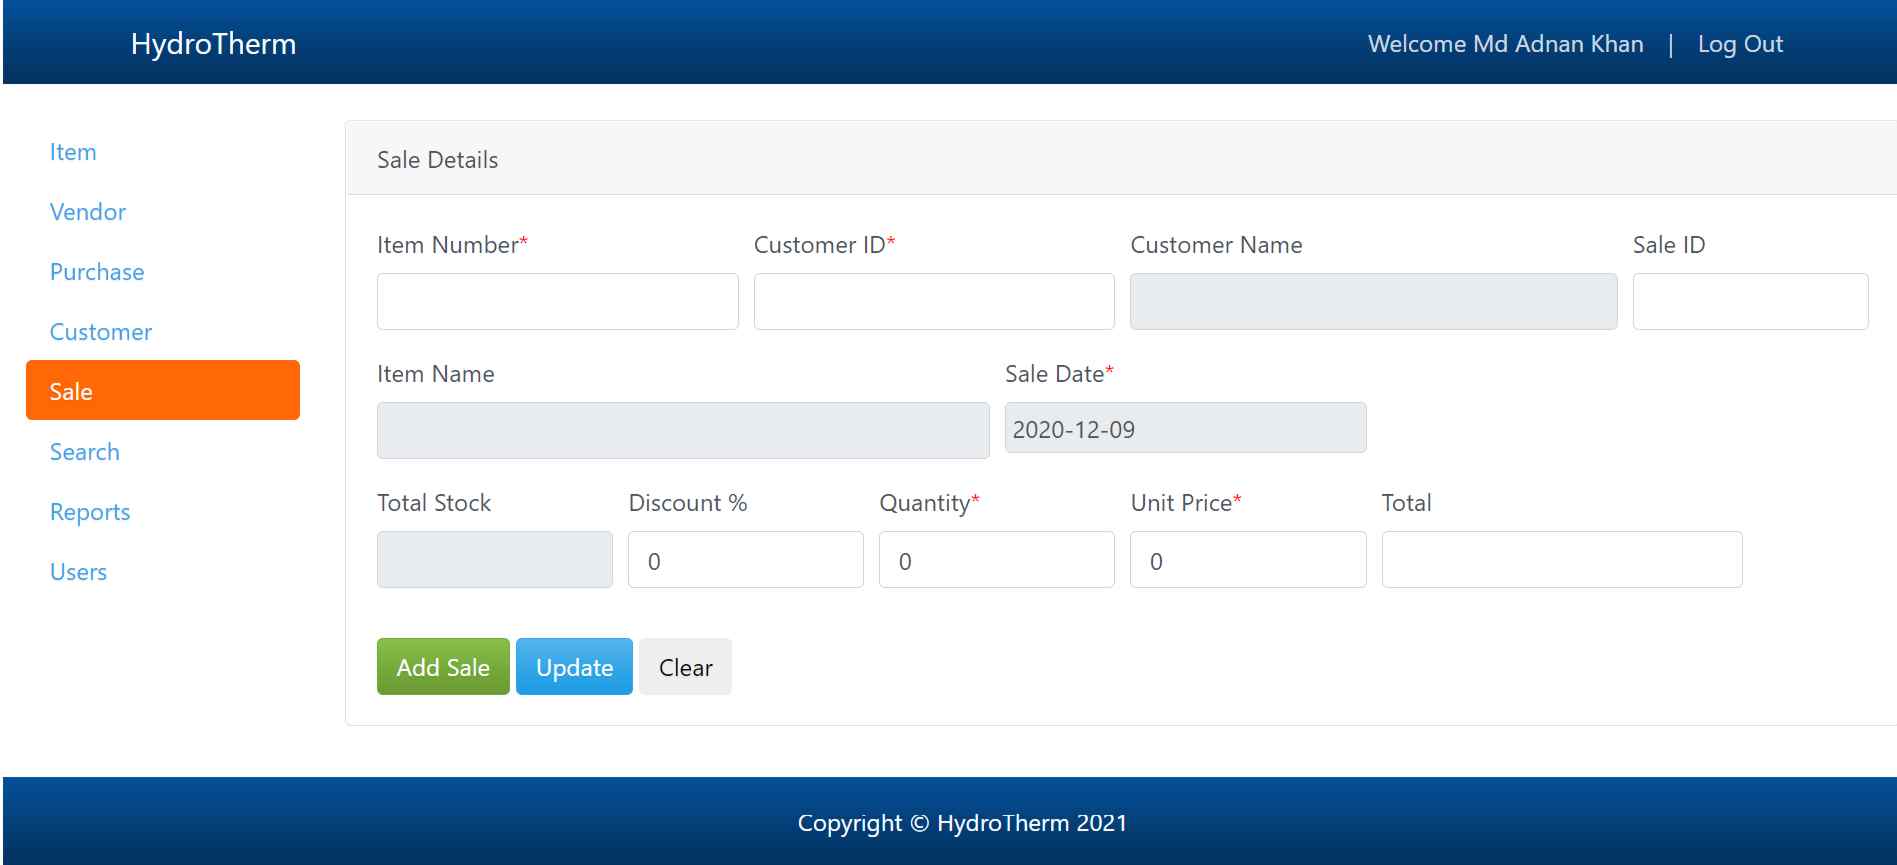 HydroTherm
Welcome Md Adnan Khan | Log Out
Item
Vendor
Purchase
Customer
Sale
Search
Reports
Users
Sale Details
Item Number* Customer ID* Customer Name Sale ID
Item Name Sale Date*
2020-12-09
Total Stock Discount % Quantity* Unit Price* Total
0 0 0
Add Sale Update Clear
Copyright © HydroTherm 2021